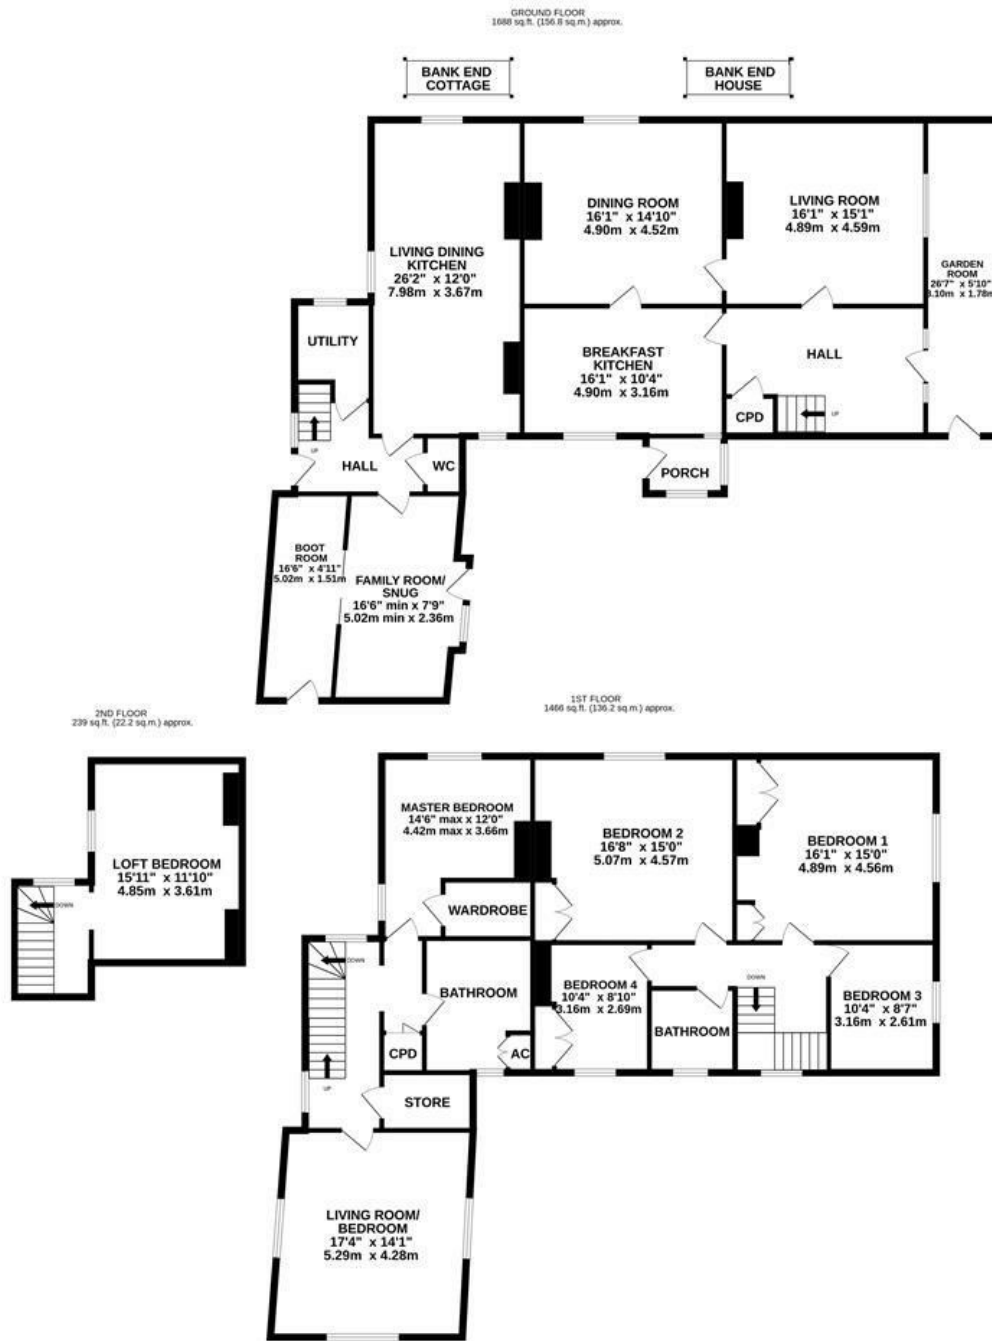 GROUND FLOOR
1688 sq.ft. (156.8 sq.m.) approx.
BANK END
COTTAGE
BANK END
HOUSE
DINING ROOM
16'1" x 14'10"
4.90m x 4.52m
LIVING ROOM
16'1" x 15'1"
4.89m x 4.59m
LIVING DINING
KITCHEN
26'2" x 12'0"
7.98m x 3.67m
GARDEN
ROOM
26'7" x 5'10"
8.10m x 1.78m
UTILITY
BREAKFAST
KITCHEN
16'1" x 10'4"
4.90m x 3.16m
HALL
CPD
UP
UP
HALL
WC
PORCH
BOOT
ROOM
16'6" x 4'11"
5.02m x 1.51m
FAMILY ROOM/
SNUG
16'6" min x 7'9"
5.02m min x 2.36m
2ND FLOOR
239 sq.ft. (22.2 sq.m.) approx.
LOFT BEDROOM
15'11" x 11'10"
4.85m x 3.61m
DOWN
1ST FLOOR
1466 sq.ft. (136.2 sq.m.) approx.
MASTER BEDROOM
14'6" max x 12'0"
4.42m max x 3.66m
BEDROOM 2
16'8" x 15'0"
5.07m x 4.57m
BEDROOM 1
16'1" x 15'0"
4.89m x 4.56m
WARDROBE
DOWN
BATHROOM
BEDROOM 4
10'4" x 8'10"
3.16m x 2.69m
DOWN
BEDROOM 3
10'4" x 8'7"
3.16m x 2.61m
BATHROOM
CPD
AC
UP
STORE
LIVING ROOM/
BEDROOM
17'4" x 14'1"
5.29m x 4.28m